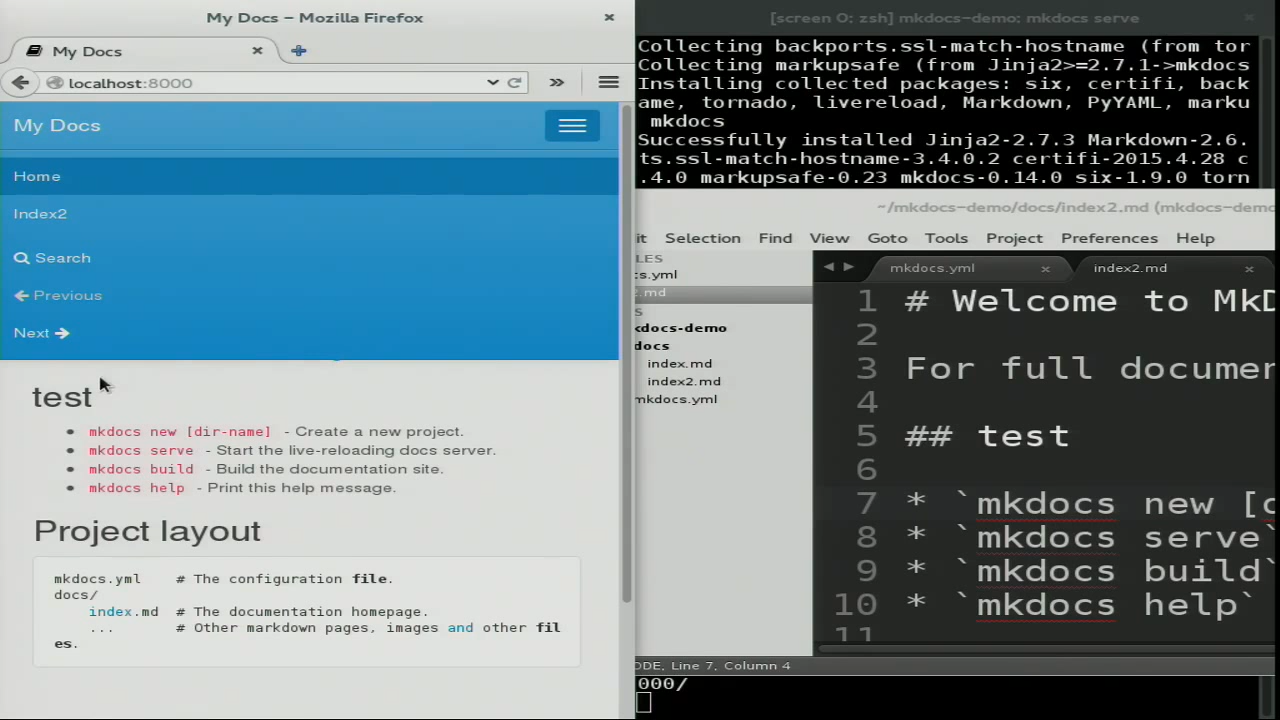 My Docs - Mozilla Firefox
My Docs
localhost:8000
My Docs
Home
Index2
Search
Previous
Next
test
mkdocs new [dir-name] - Create a new project.
mkdocs serve - Start the live-reloading docs server.
mkdocs build - Build the documentation site.
mkdocs help - Print this help message.
Project layout
mkdocs.yml # The configuration file.
docs/
index.md # The documentation homepage.
... # Other markdown pages, images and other fil
es.
[screen 0: zsh] mkdocs-demo: mkdocs serve
Collecting backports.ssl-match-hostname (from tor
Collecting markupsafe (from Jinja2>=2.7.1->mkdocs
Installing collected packages: six, certifi, back
ame, tornado, livereload, Markdown, PyYAML, marku
mkdocs
Successfully installed Jinja2-2.7.3 Markdown-2.6.
ts.ssl-match-hostname-3.4.0.2 certifi-2015.4.28 c
.4.0 markupsafe-0.23 mkdocs-0.14.0 six-1.9.0 torn
~/mkdocs-demo/docs/index2.md (mkdocs-demo
it Selection Find View Goto Tools Project Preferences Help
LES
cs.yml
2.md
S
kdocs-demo
docs
index.md
index2.md
mkdocs.yml
mkdocs.yml
index2.md
1 # Welcome to MkD
2
3 For full documen
4
5 ## test
6
7 * `mkdocs new [d
8 * `mkdocs serve`
9 * `mkdocs build`
10 * `mkdocs help`
11
ODE, Line 7, Column 4
000/